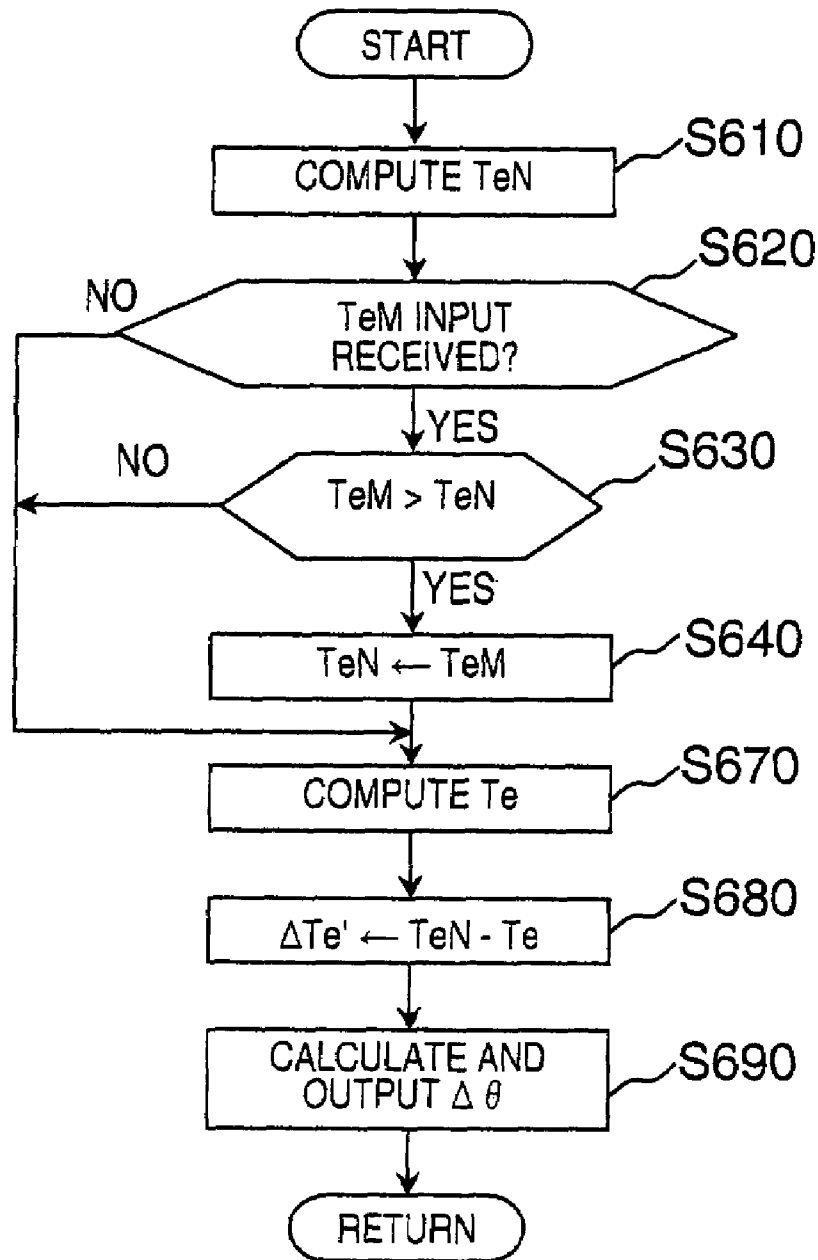 START
COMPUTE TeN
S610
S620
NO
TeM INPUT
RECEIVED?
YES
NO
S630
TeM > TeN
YES
S640
TeN ← TeM
S670
COMPUTE Te
S680
ΔTe' ← TeN - Te
CALCULATE AND
OUTPUT Δ θ
S690
RETURN